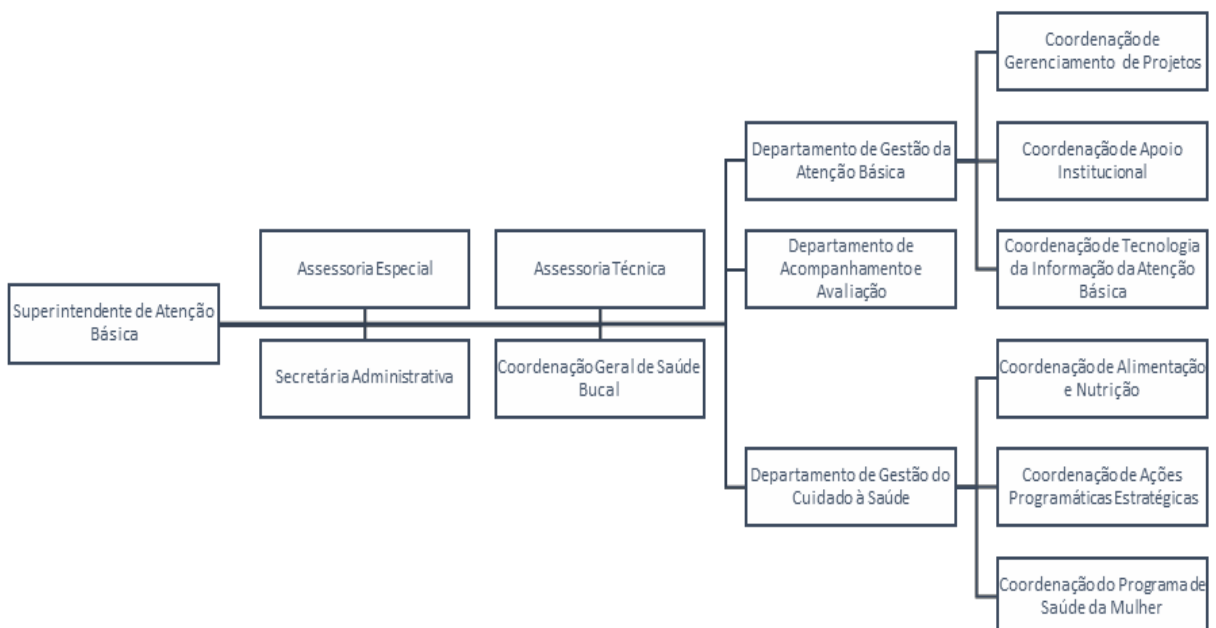 Superintendente de Atenção
Básica
Assessoria Especial
Secretária Administrativa
Assessoria Técnica
Coordenação Geral de Saúde
Bucal
Departamento de Gestão da
Atenção Básica
Departamento de
Acompanhamento e
Avaliação
Departamento de Gestão do
Cuidado à Saúde
Coordenação de
Gerenciamento de Projetos
Coordenação de Apoio
Institucional
Coordenação de Tecnologia
da Informação da Atenção
Básica
Coordenação de Alimentação
e Nutrição
Coordenação de Ações
Programáticas Estratégicas
Coordenação do Programa de
Saúde da Mulher